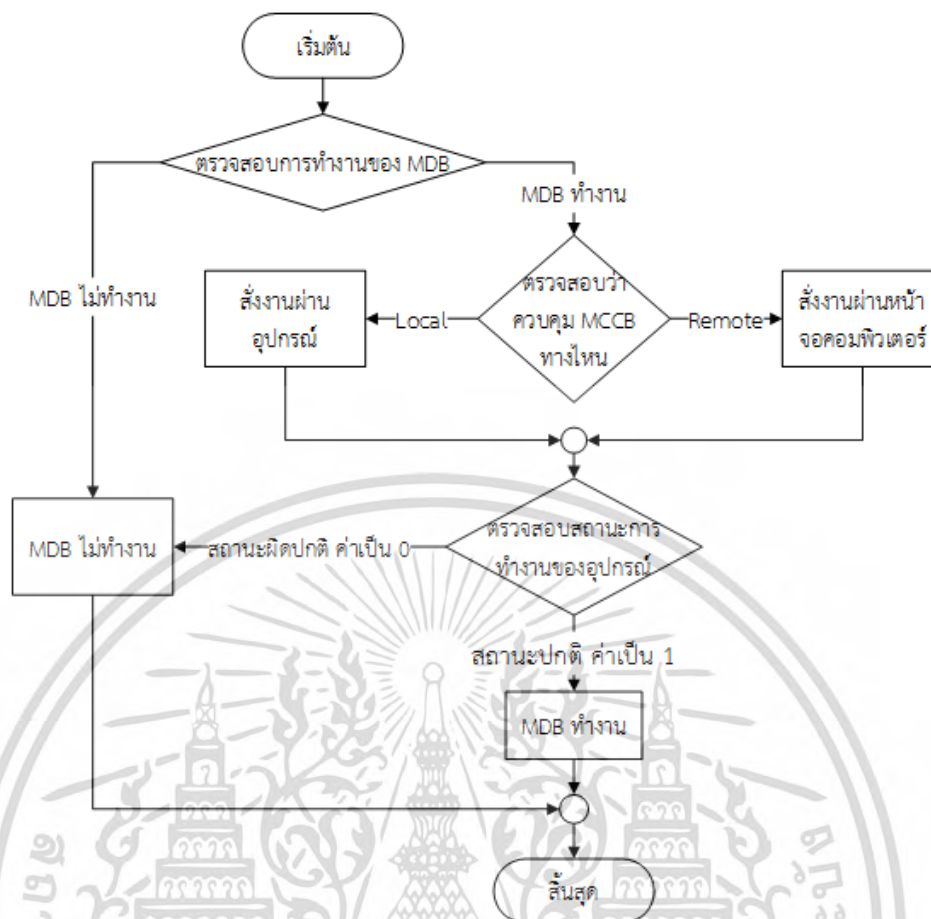 เริ่มต้น
ตรวจสอบการทำงานของ MDB
MDB ทำงาน
MDB ไม่ทำงาน
สั่งงานผ่าน
อุปกรณ์
Local
ตรวจสอบว่า
ควบคุม MCCB
ทางไหน
Remote
สั่งงานผ่านหน้า
จอคอมพิวเตอร์
MDB ไม่ทำงาน
สถานะผิดปกติ ค่าเป็น 0
ตรวจสอบสถานะการ
ทำงานของอุปกรณ์
สถานะปกติ ค่าเป็น 1
MDB ทำงาน
สิ้นสุด